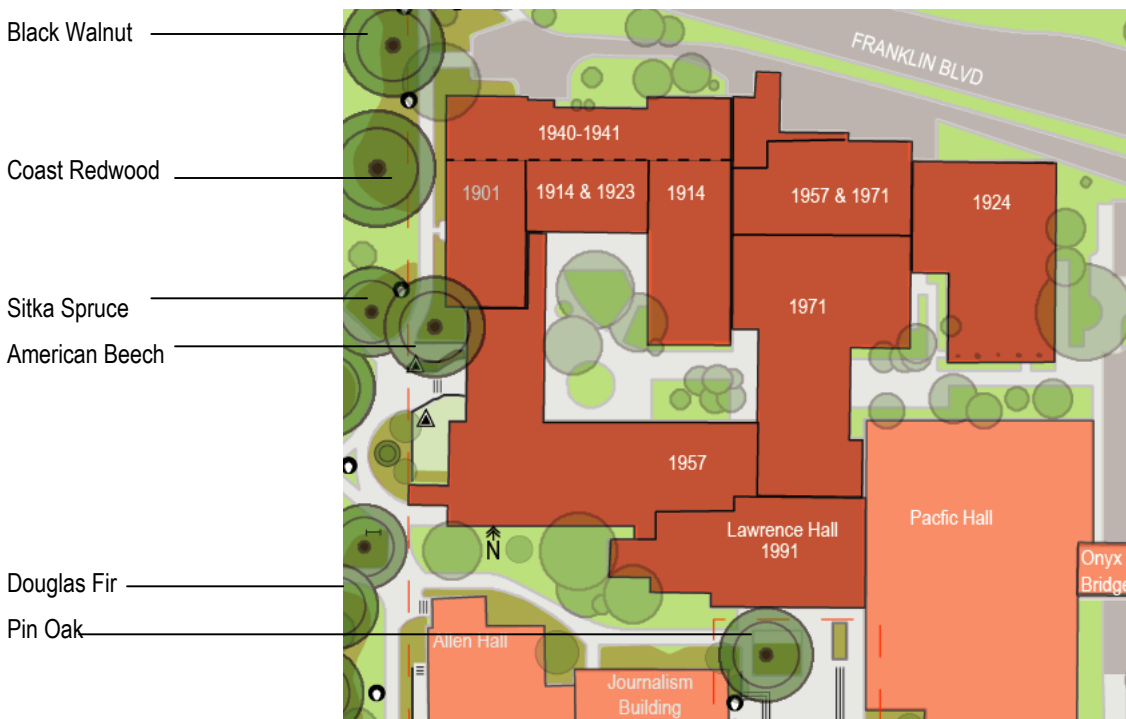 Black Walnut
Coast Redwood
Sitka Spruce
American Beech
Douglas Fir
Pin Oak
FRANKLIN BLVD
1940-1941
1901
1914 & 1923
1914
1957 & 1971
1924
1971
1957
Lawrence Hall
1991
Pacfic Hall
Onyx
Bridge
N
Allen Hall
Journalism
Building